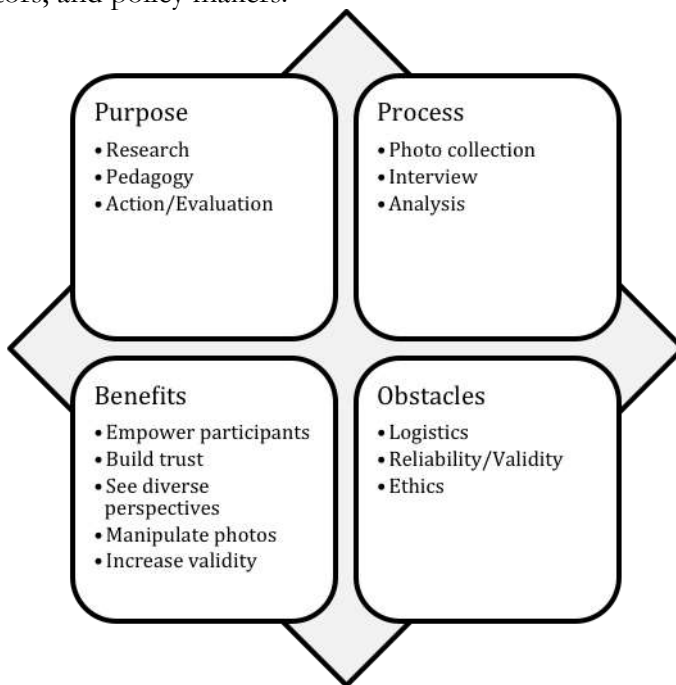 and policy makers.
Purpose
• Research
• Pedagogy
• Action/Evaluation
Process
• Photo collection
• Interview
• Analysis
Benefits
• Empower participants
• Build trust
• See diverse
perspectives
• Manipulate photos
• Increase validity
Obstacles
• Logistics
• Reliability/Validity
• Ethics